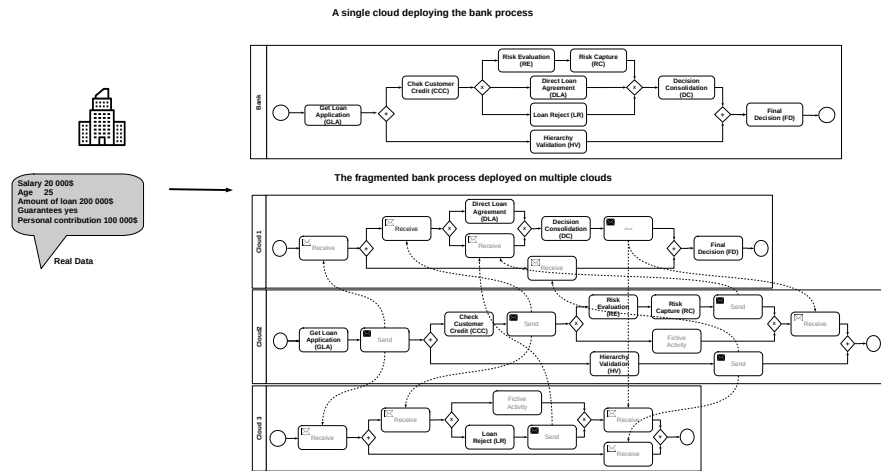 A single cloud deploying the bank process
Bank
Get Loan
Application
(GLA)
Chek Customer
Credit (CCC)
Risk Evaluation
(RE)
Risk Capture
(RC)
Direct Loan
Agreement
(DLA)
Loan Reject (LR)
Hierarchy
Validation (HV)
Decision
Consolidation
(DC)
Final
Decision (FD)
x
x
+
+
Salary 20 000$
Age 25
Amount of loan 200 000$
Guarantees yes
Personal contribution 100 000$
Real Data
The fragmented bank process deployed on multiple clouds
Cloud 1
Receive
+
Receive
x
Direct Loan
Agreement
(DLA)
Receive
x
Decision
Consolidation
(DC)
Send
Receive
+
Final
Decision (FD)
Cloud2
Get Loan
Application
(GLA)
Send
+
Check
Customer
Credit (CCC)
Send
x
Risk
Evaluation
(RE)
Risk
Capture (RC)
Send
Fictive
Activity
x
Receive
Hierarchy
Validation
(HV)
Send
+
Cloud 3
Receive
+
Receive
x
Fictive
Activity
Loan
Reject (LR)
Send
x
Receive
Receive
+